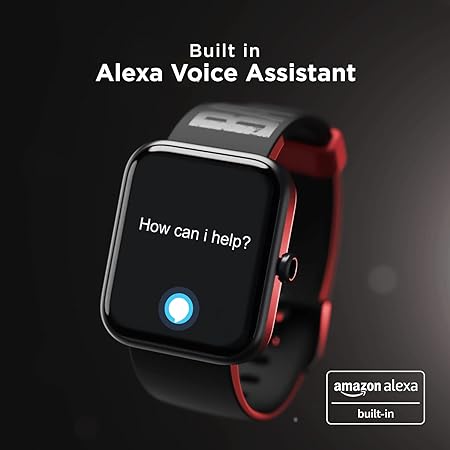 Built in
Alexa Voice Assistant
How can i help?
amazon alexa
built-in